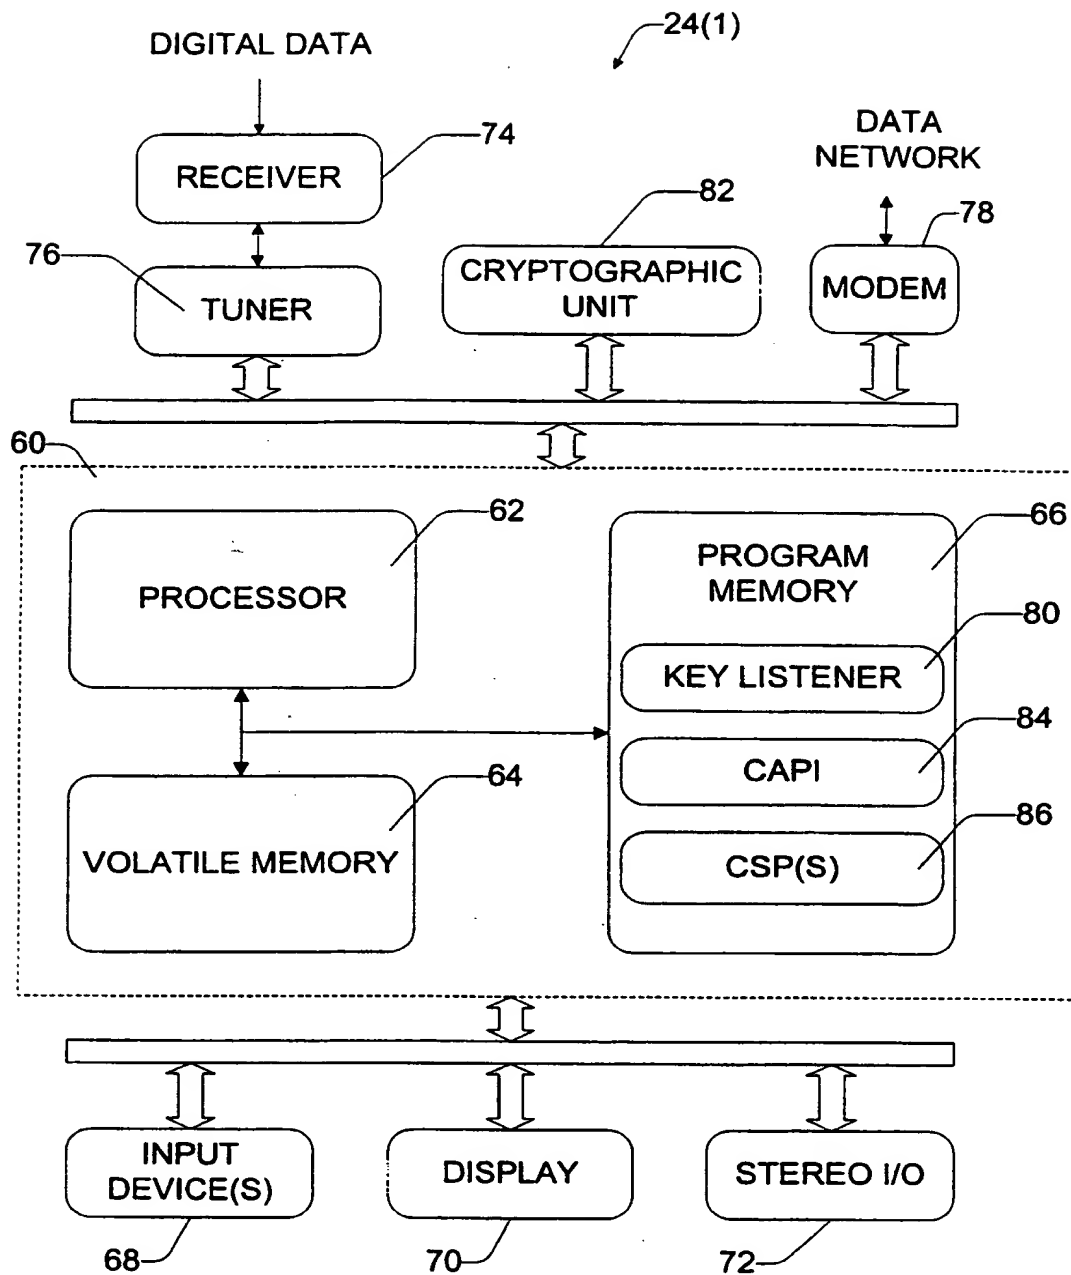 24(1)
DIGITAL DATA
DATA
NETWORK
74
RECEIVER
82
78
76
TUNER
CRYPTOGRAPHIC
UNIT
MODEM
60
62
66
PROCESSOR
PROGRAM
MEMORY
80
KEY LISTENER
84
CAPI
64
VOLATILE MEMORY
86
CSP(S)
INPUT
DEVICE(S)
DISPLAY
STEREO I/O
68
70
72